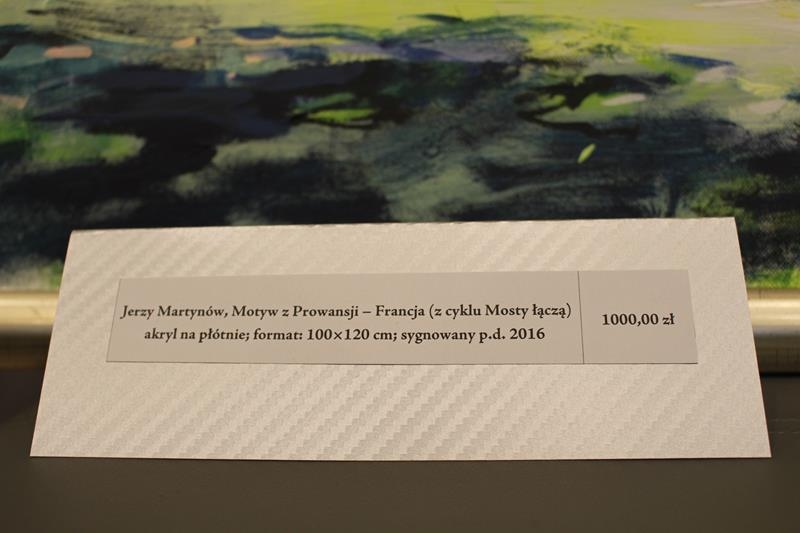 Jerzy Martynów, Motyw z Prowansji – Francja (z cyklu Mosty łączą)
akryl na płótnie; format: 100×120 cm; sygnowany p.d. 2016
1000,00 zł